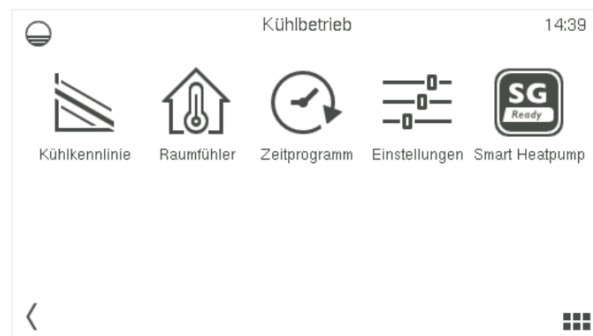 Kühlbetrieb 14:39
SG
Ready
Kühlkennlinie Raumfühler Zeitprogramm Einstellungen Smart Heatpump